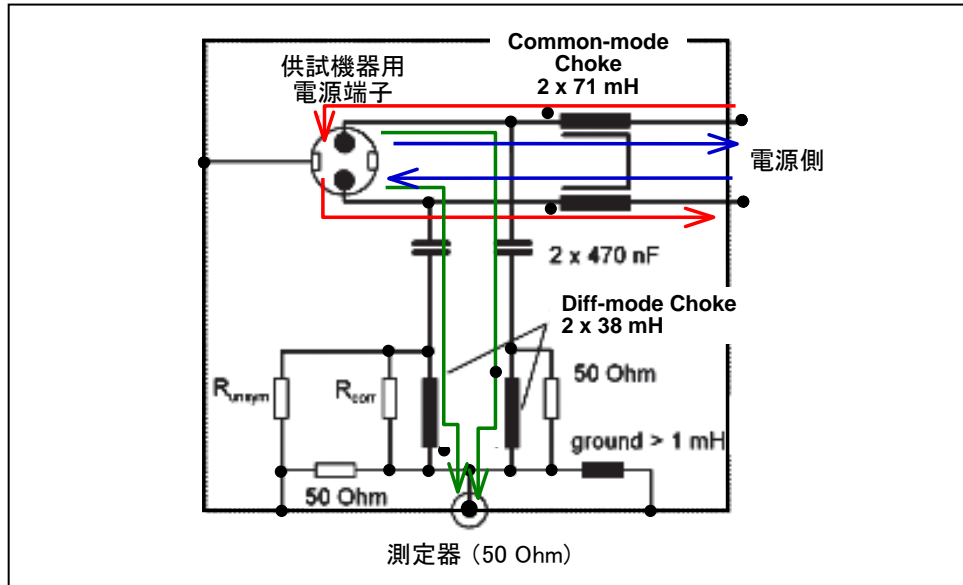 Common-mode
Choke
2 x 71 mH
供試機器用
電源端子
電源側
2 x 470 nF
Diff-mode Choke
2 x 38 mH
50 Ohm
Runsym
Rcorr
ground > 1 mH
50 Ohm
測定器 (50 Ohm)